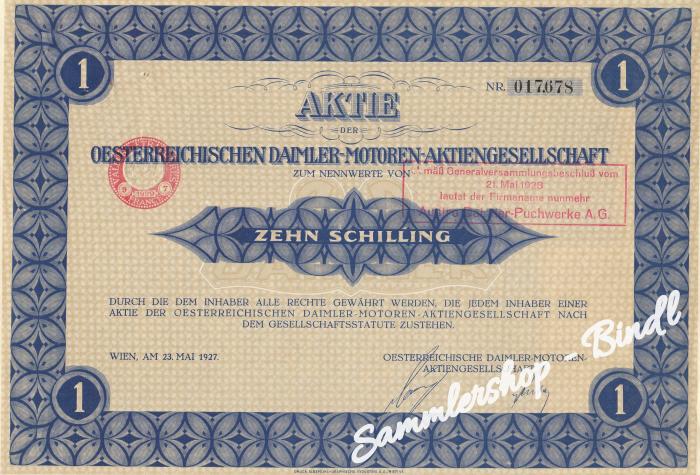 1
1
NR. 017678
AKTIE
DER
OESTERREICHISCHEN DAIMLER-MOTOREN-AKTIENGESELLSCHAFT
ZUM NENNWERTE VON
mäß Generalversammlungsbeschluß vom
21. Mai 1928
lautet der Firmenname nunmehr
Puchwerke A.G.
ZEHN SCHILLING
DURCH DIE DEM INHABER ALLE RECHTE GEWÄHRT WERDEN, DIE JEDEM INHABER EINER
AKTIE DER OESTERREICHISCHEN DAIMLER-MOTOREN-AKTIENGESELLSCHAFT NACH
DEM GESELLSCHAFTSSTATUTE ZUSTEHEN.
WIEN, AM 23. MAI 1927.
OESTERREICHISCHE DAIMLER-MOTOREN-
AKTIENGESELLSCHAFT
Sammlershop - Bindl
1
1